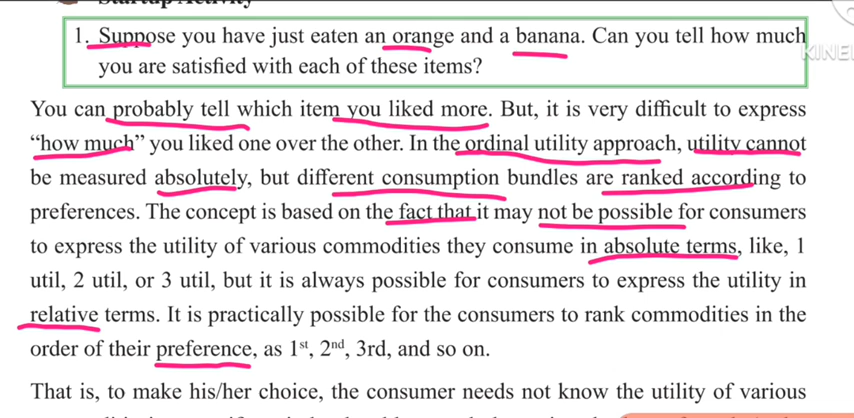 Startup Activity
1. Suppose you have just eaten an orange and a banana. Can you tell how much
you are satisfied with each of these items?
KINE
You can probably tell which item you liked more. But, it is very difficult to express
“how much” you liked one over the other. In the ordinal utility approach, utility cannot
be measured absolutely, but different consumption bundles are ranked according to
preferences. The concept is based on the fact that it may not be possible for consumers
to express the utility of various commodities they consume in absolute terms, like, 1
util, 2 util, or 3 util, but it is always possible for consumers to express the utility in
relative terms. It is practically possible for the consumers to rank commodities in the
order of their preference, as 1st, 2nd, 3rd, and so on.
That is, to make his/her choice, the consumer needs not know the utility of various